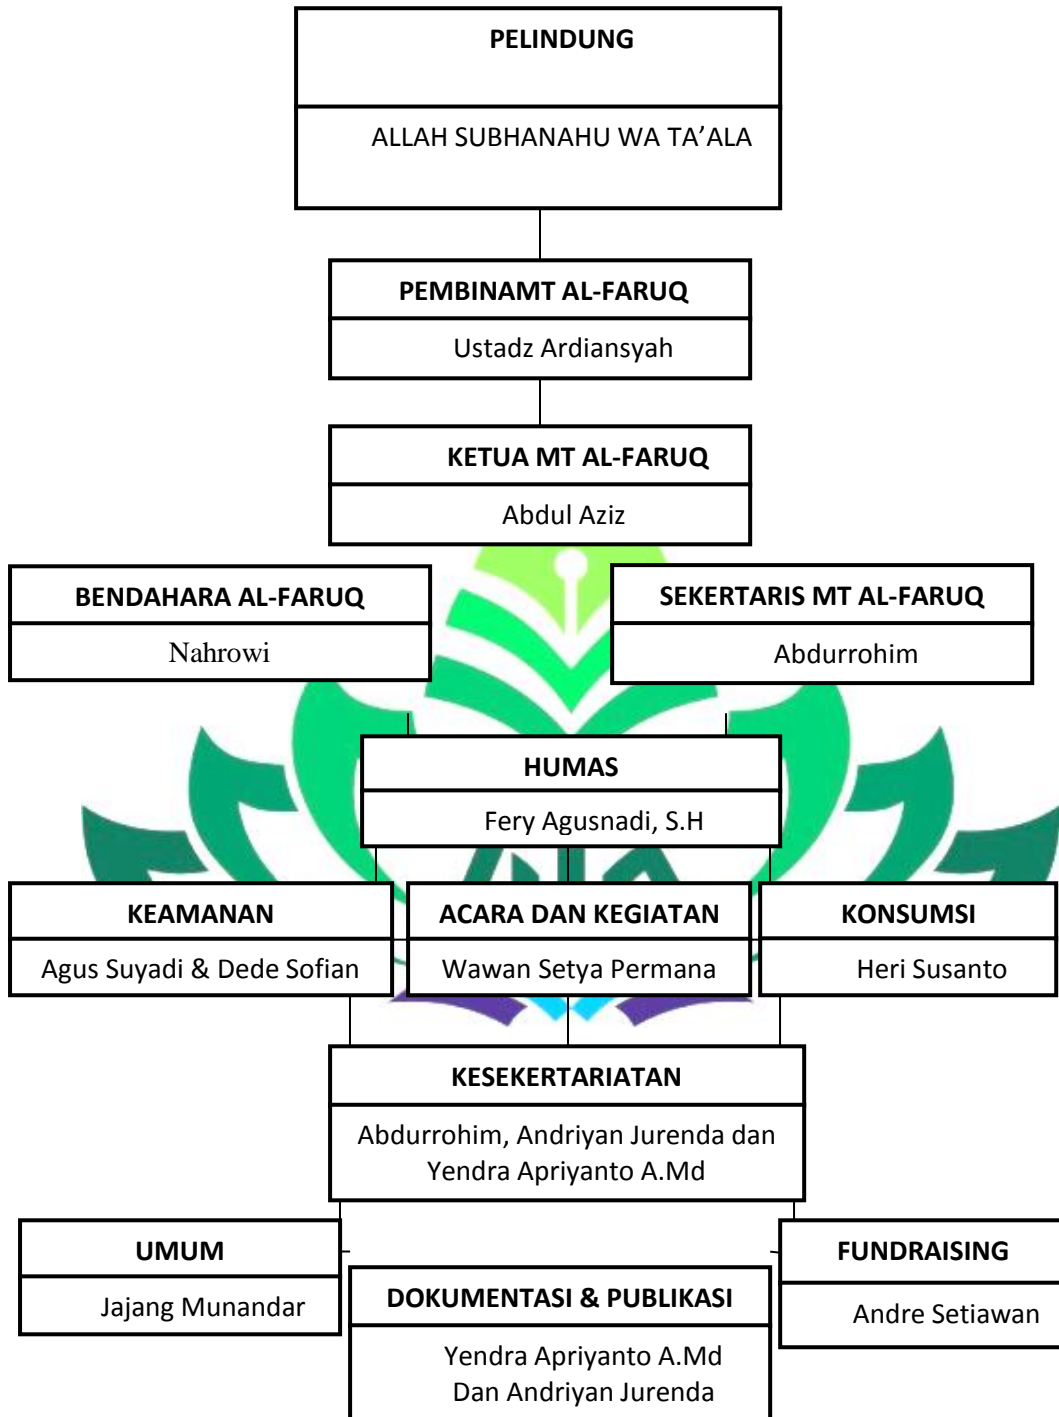 PELINDUNG
ALLAH SUBHANAHU WA TA’ALA
PEMBINAMT AL-FARUQ
Ustadz Ardiansyah
KETUA MT AL-FARUQ
Abdul Aziz
BENDAHARA AL-FARUQ
Nahrowi
SEKERTARIS MT AL-FARUQ
Abdurrohim
HUMAS
Fery Agusnadi, S.H
KEAMANAN
Agus Suyadi & Dede Sofian
ACARA DAN KEGIATAN
Wawan Setya Permana
KONSUMSI
Heri Susanto
KESEKERTARIATAN
Abdurrohim, Andriyan Jurenda dan
Yendra Apriyanto A.Md
UMUM
Jajang Munandar
DOKUMENTASI & PUBLIKASI
Yendra Apriyanto A.Md
Dan Andriyan Jurenda
FUNDRAISING
Andre Setiawan